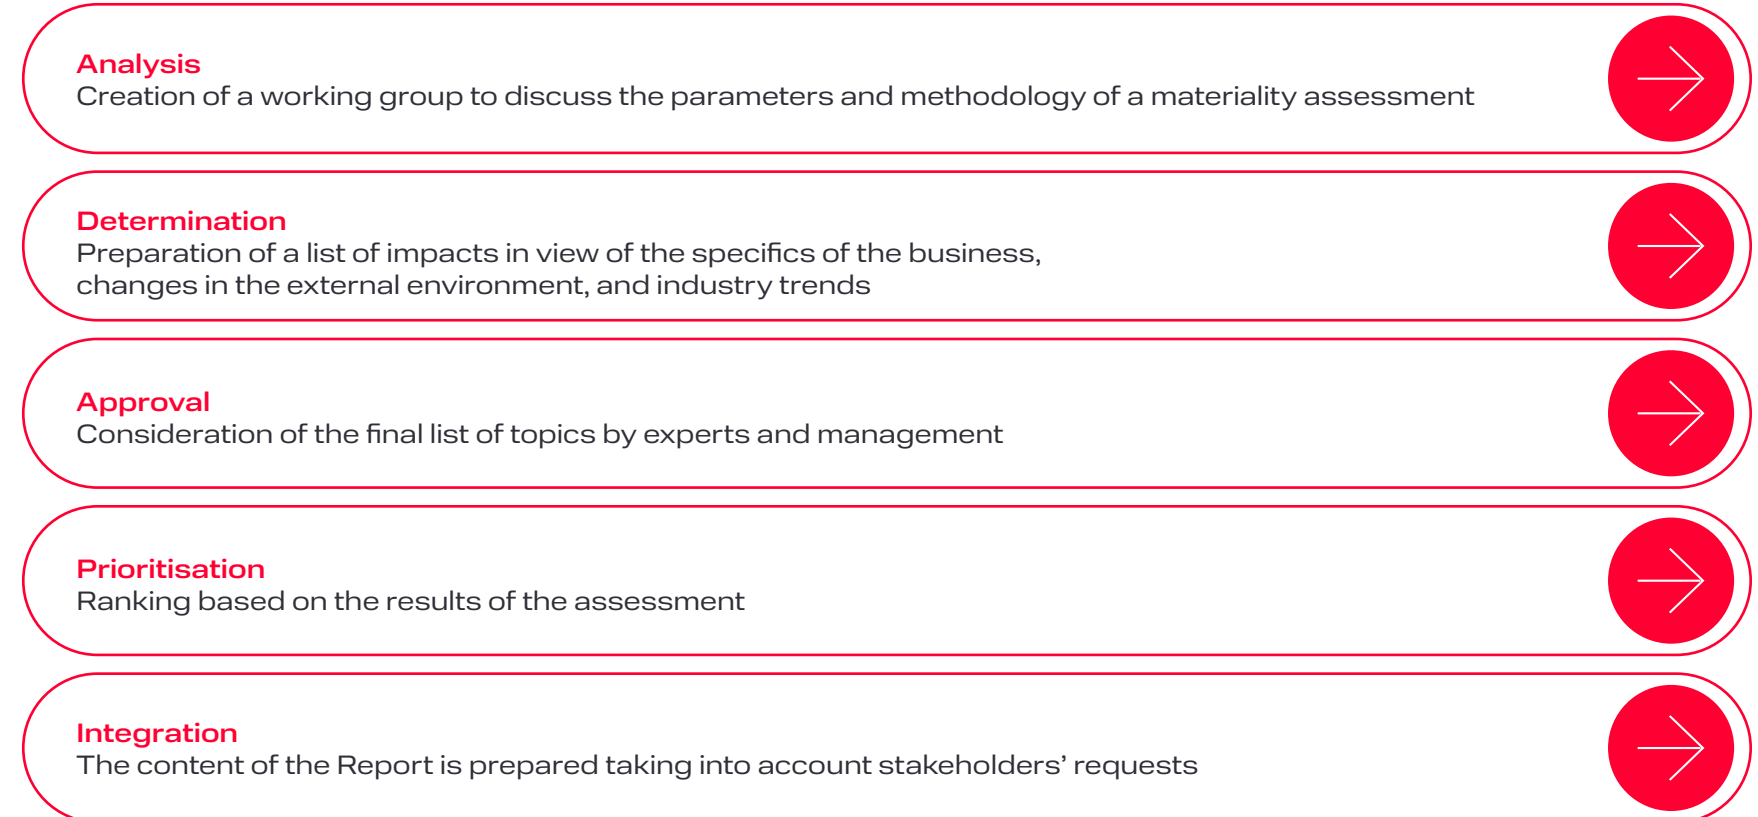 Analysis
Creation of a working group to discuss the parameters and methodology of a materiality assessment
Determination
Preparation of a list of impacts in view of the specifics of the business,
changes in the external environment, and industry trends
Approval
Consideration of the final list of topics by experts and management
Prioritisation
Ranking based on the results of the assessment
Integration
The content of the Report is prepared taking into account stakeholders’ requests